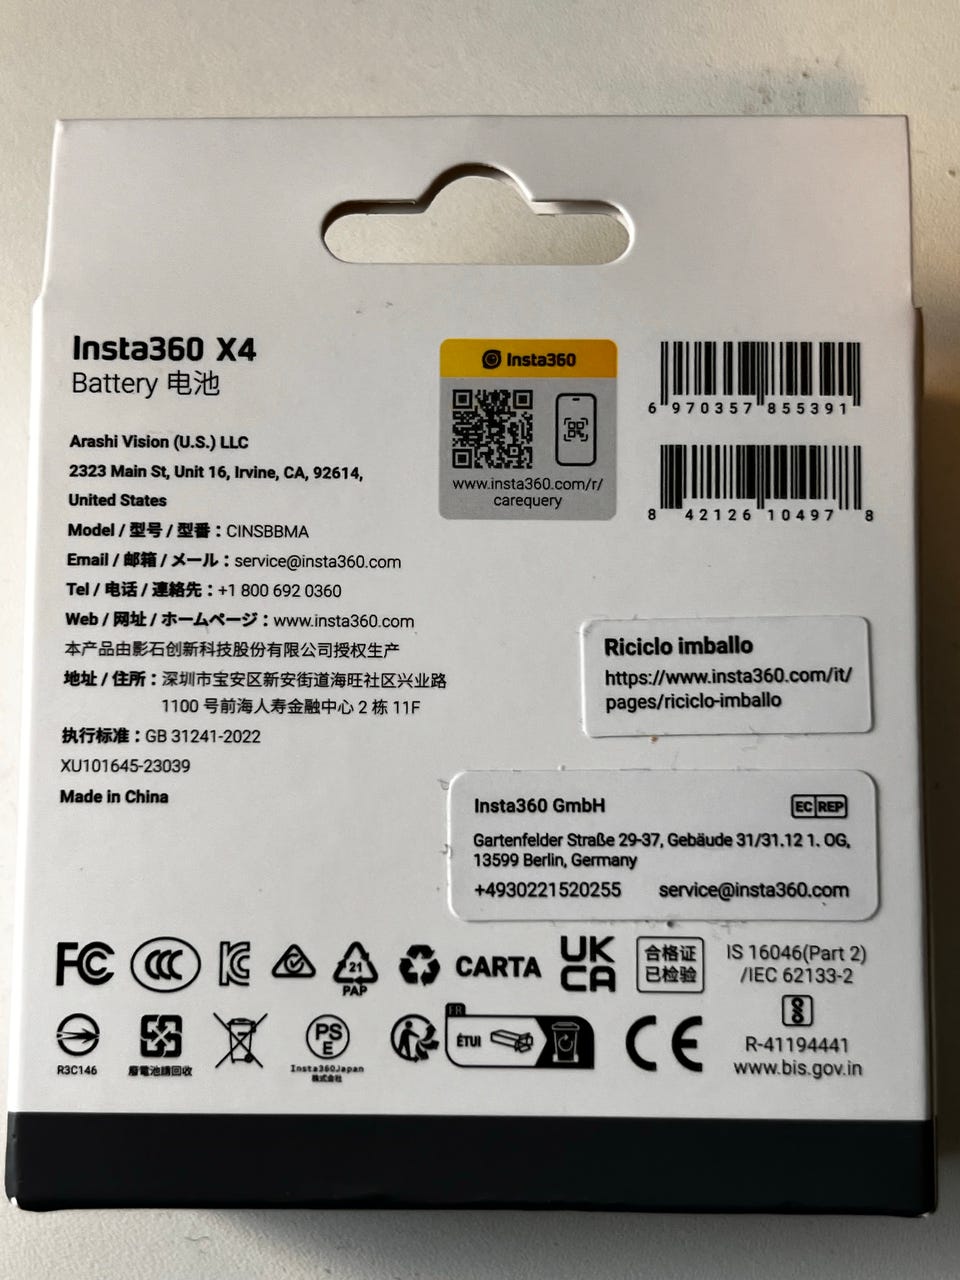 Insta360 X4
Battery 电池
Arashi Vision (U.S.) LLC
2323 Main St, Unit 16, Irvine, CA, 92614,
United States
Model / 型号 / 型番：CINSBBMA
Email / 邮箱 / メール：service@insta360.com
Tel / 电话 / 連絡先：+1 800 692 0360
Web / 网址 / ホームページ：www.insta360.com
本产品由影石创新科技股份有限公司授权生产
地址 / 住所：深圳市宝安区新安街道海旺社区兴业路
1100 号前海人寿金融中心 2 栋 11F
执行标准：GB 31241-2022
XU101645-23039
Made in China
Insta360
www.insta360.com/r/
carequery
6 970357 855391
8 42126 10497 8
Riciclo imballo
https://www.insta360.com/it/
pages/riciclo-imballo
Insta360 GmbH
EC REP
Gartenfelder Straße 29-37, Gebäude 31/31.12 1. OG,
13599 Berlin, Germany
+4930221520255 service@insta360.com
FC CCC KC 21 CARTA UK CA 合格证 已检验
PAP
IS 16046(Part 2)
/IEC 62133-2
R3C146
廢電池請回收
PS E
Insta360Japan
株式会社
FR
ÉTUI
CE
R-41194441
www.bis.gov.in